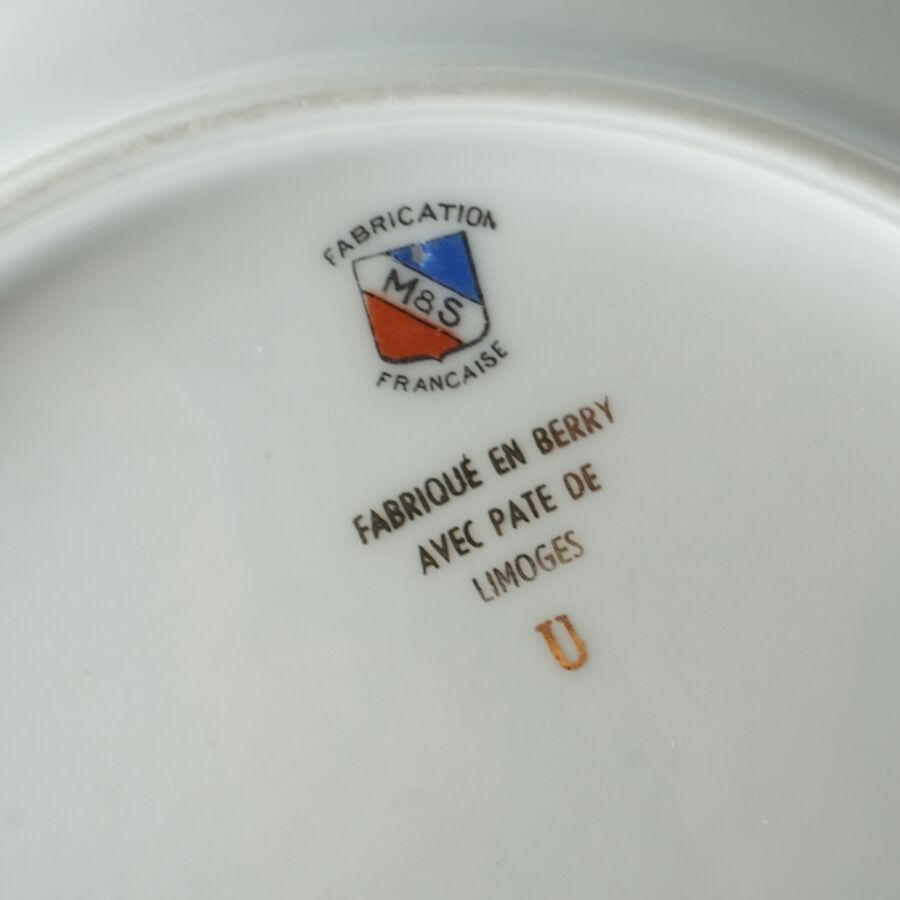 FABRICATION
M&S
FRANCAISE
FABRIQUÉ EN BERRY
AVEC PATE DE
LIMOGES
U